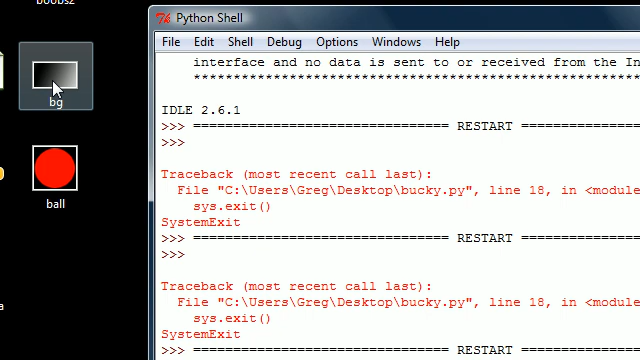 boobs2
bg
ball
a
Python Shell
File Edit Shell Debug Options Windows Help
interface and no data is sent to or received from the In
****************************************************************
IDLE 2.6.1
>>> ================================ RESTART ================
>>>
Traceback (most recent call last):
File "C:\Users\Greg\Desktop\bucky.py", line 18, in <module
sys.exit()
SystemExit
>>> ================================ RESTART ================
>>>
Traceback (most recent call last):
File "C:\Users\Greg\Desktop\bucky.py", line 18, in <module
sys.exit()
SystemExit
>>> ================================ RESTART ================